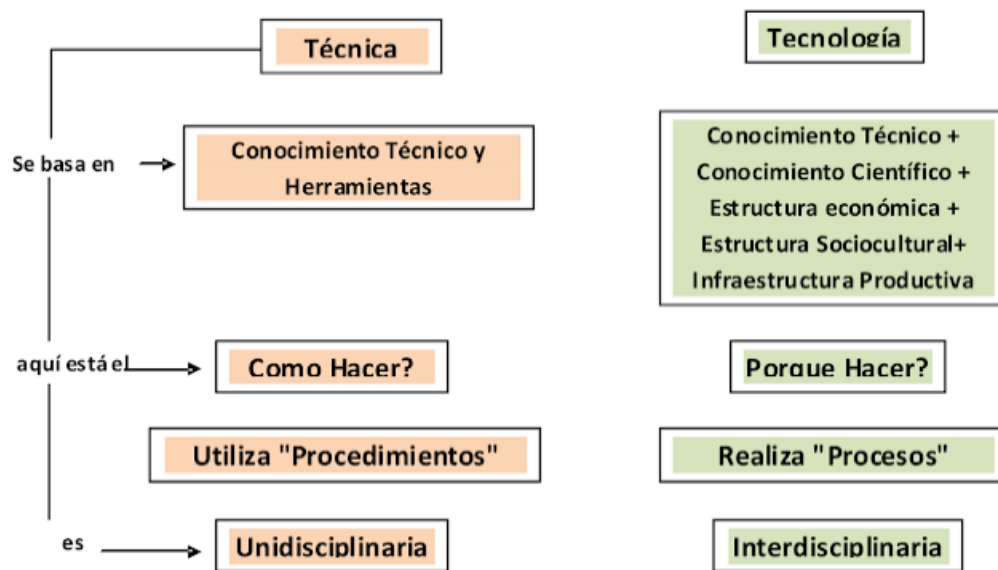 Técnica
Tecnología
Se basa en
Conocimiento Técnico y
Herramientas
Conocimiento Técnico +
Conocimiento Científico +
Estructura económica +
Estructura Sociocultural+
Infraestructura Productiva
aquí está el
Como Hacer?
Porque Hacer?
Utiliza "Procedimientos"
Realiza "Procesos"
es
Unidisciplinaria
Interdisciplinaria